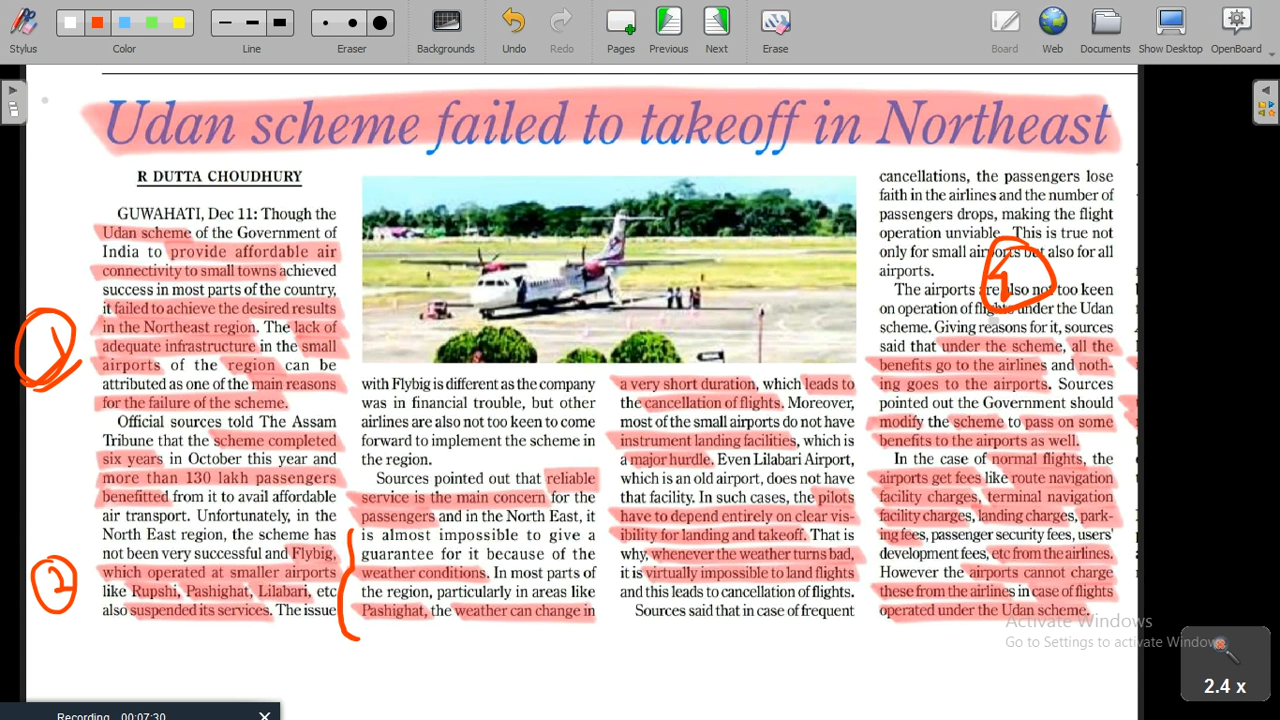 Stylus
Color
Line
Eraser
Backgrounds
Undo
Redo
Pages
Previous
Next
Erase
Board
Web
Documents
Show Desktop
OpenBoard
Udan scheme failed to takeoff in Northeast
R DUTTA CHOUDHURY
GUWAHATI, Dec 11: Though the
Udan scheme of the Government of
India to provide affordable air
connectivity to small towns achieved
success in most parts of the country,
it failed to achieve the desired results
in the Northeast region. The lack of
adequate infrastructure in the small
airports of the region can be
attributed as one of the main reasons
for the failure of the scheme.
Official sources told The Assam
Tribune that the scheme completed
six years in October this year and
more than 130 lakh passengers
benefitted from it to avail affordable
air transport. Unfortunately, in the
North East region, the scheme has
not been very successful and Flybig,
which operated at smaller airports
like Rupshi, Pashighat, Lilabari, etc
also suspended its services. The issue
with Flybig is different as the company
was in financial trouble, but other
airlines are also not too keen to come
forward to implement the scheme in
the region.
Sources pointed out that reliable
service is the main concern for the
passengers and in the North East, it
is almost impossible to give a
guarantee for it because of the
weather conditions. In most parts of
the region, particularly in areas like
Pashighat, the weather can change in
a very short duration, which leads to
the cancellation of flights. Moreover,
most of the small airports do not have
instrument landing facilities, which is
a major hurdle. Even Lilabari Airport,
which is an old airport, does not have
that facility. In such cases, the pilots
have to depend entirely on clear vis-
ibility for landing and takeoff. That is
why, whenever the weather turns bad,
it is virtually impossible to land flights
and this leads to cancellation of flights.
Sources said that in case of frequent
cancellations, the passengers lose
faith in the airlines and the number of
passengers drops, making the flight
operation unviable. This is true not
only for small airports but also for all
airports.
The airports are also not too keen
on operation of flights under the Udan
scheme. Giving reasons for it, sources
said that under the scheme, all the
benefits go to the airlines and noth-
ing goes to the airports. Sources
pointed out the Government should
modify the scheme to pass on some
benefits to the airports as well.
In the case of normal flights, the
airports get fees like route navigation
facility charges, terminal navigation
facility charges, landing charges, park-
ing fees, passenger security fees, users'
development fees, etc from the airlines.
However the airports cannot charge
these from the airlines in case of flights
operated under the Udan scheme.
1
2
Activate Windows
Go to Settings to activate Windows.
2.4 x
Recording 00:07:30